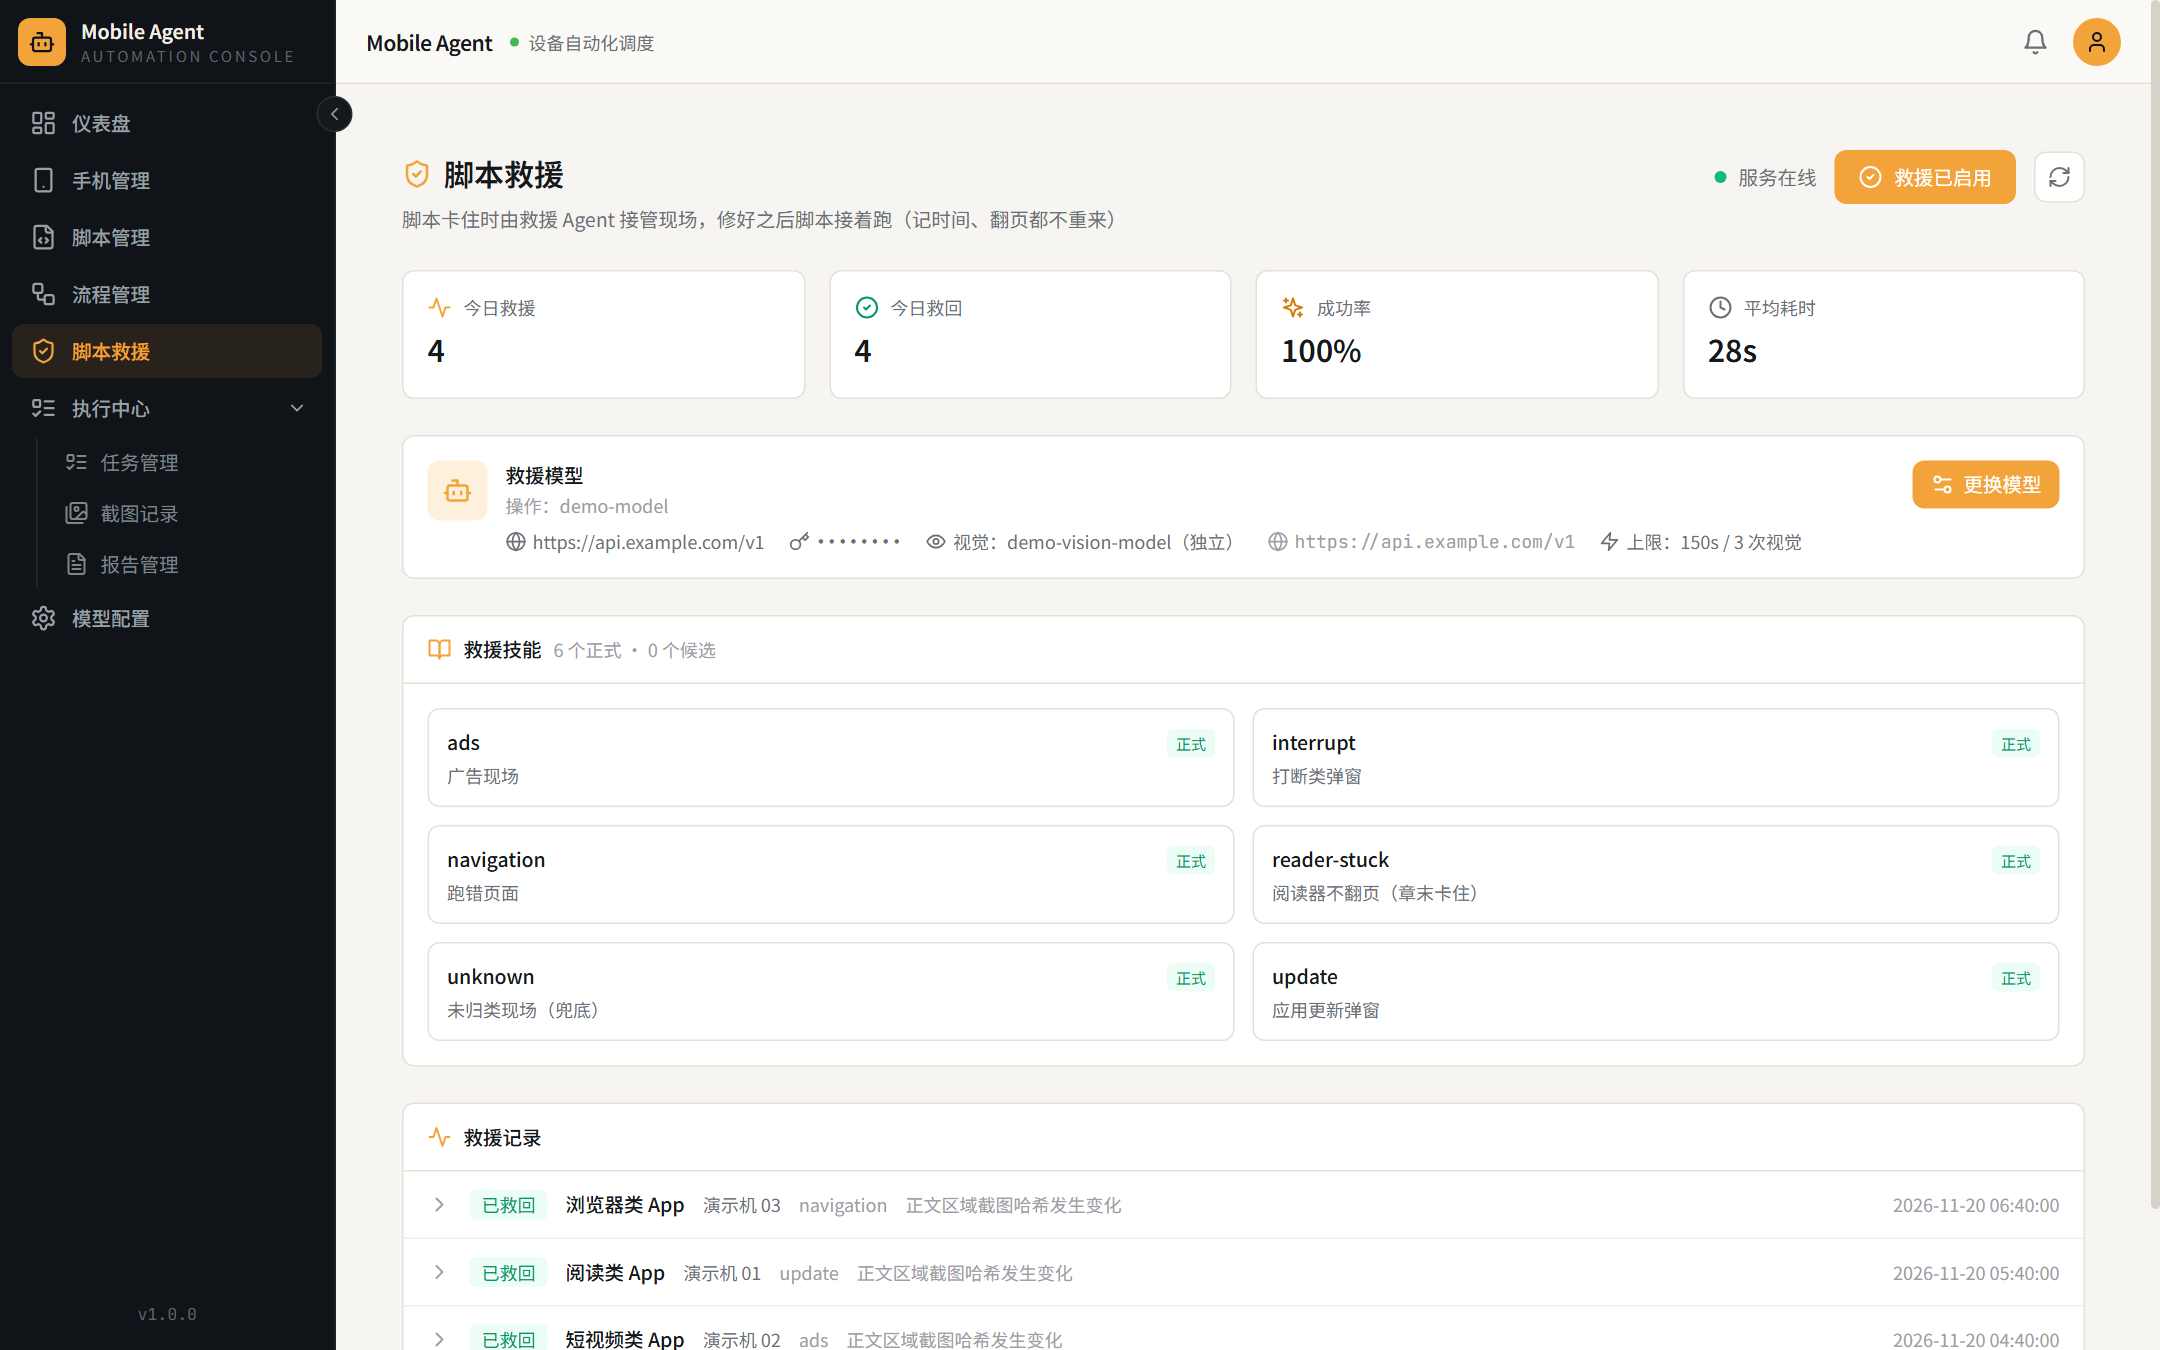 Mobile Agent
AUTOMATION CONSOLE
仪表盘
手机管理
脚本管理
流程管理
脚本救援
执行中心
任务管理
截图记录
报告管理
模型配置
v1.0.0
Mobile Agent 设备自动化调度
脚本救援
脚本卡住时由救援 Agent 接管现场，修好之后脚本接着跑（记时间、翻页都不重来）
服务在线 救援已启用
今日救援
4
今日救回
4
成功率
100%
平均耗时
28s
救援模型
操作：demo-model
https://api.example.com/v1 •••••••• 视觉：demo-vision-model（独立） https://api.example.com/v1 上限：150s / 3 次视觉
更换模型
救援技能 6 个正式 • 0 个候选
ads 正式
广告现场
interrupt 正式
打断类弹窗
navigation 正式
跑错页面
reader-stuck 正式
阅读器不翻页（章末卡住）
unknown 正式
未归类现场（兜底）
update 正式
应用更新弹窗
救援记录
已救回 浏览器类 App 演示机 03 navigation 正文区域截图哈希发生变化 2026-11-20 06:40:00
已救回 阅读类 App 演示机 01 update 正文区域截图哈希发生变化 2026-11-20 05:40:00
已救回 短视频类 App 演示机 02 ads 正文区域截图哈希发生变化 2026-11-20 04:40:00